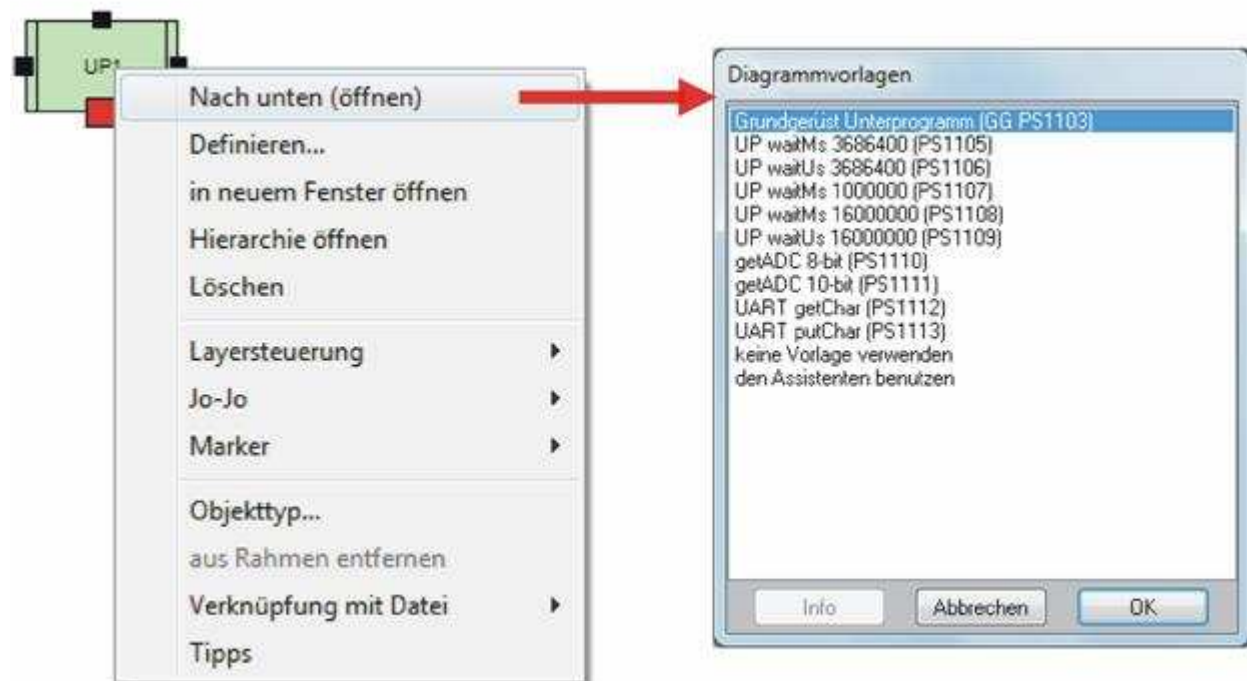 UP1
Nach unten (öffnen)
Definieren...
in neuem Fenster öffnen
Hierarchie öffnen
Löschen
Layersteuerung
Jo-Jo
Marker
Objekttyp...
aus Rahmen entfernen
Verknüpfung mit Datei
Tipps
Diagrammvorlagen
Grundgerüst Unterprogramm (GG PS1103)
UP waitMs 3686400 (PS1105)
UP waitUs 3686400 (PS1106)
UP waitMs 1000000 (PS1107)
UP waitMs 16000000 (PS1108)
UP waitUs 16000000 (PS1109)
getADC 8-bit (PS1110)
getADC 10-bit (PS1111)
UART getChar (PS1112)
UART putChar (PS1113)
keine Vorlage verwenden
den Assistenten benutzen
Info
Abbrechen
OK